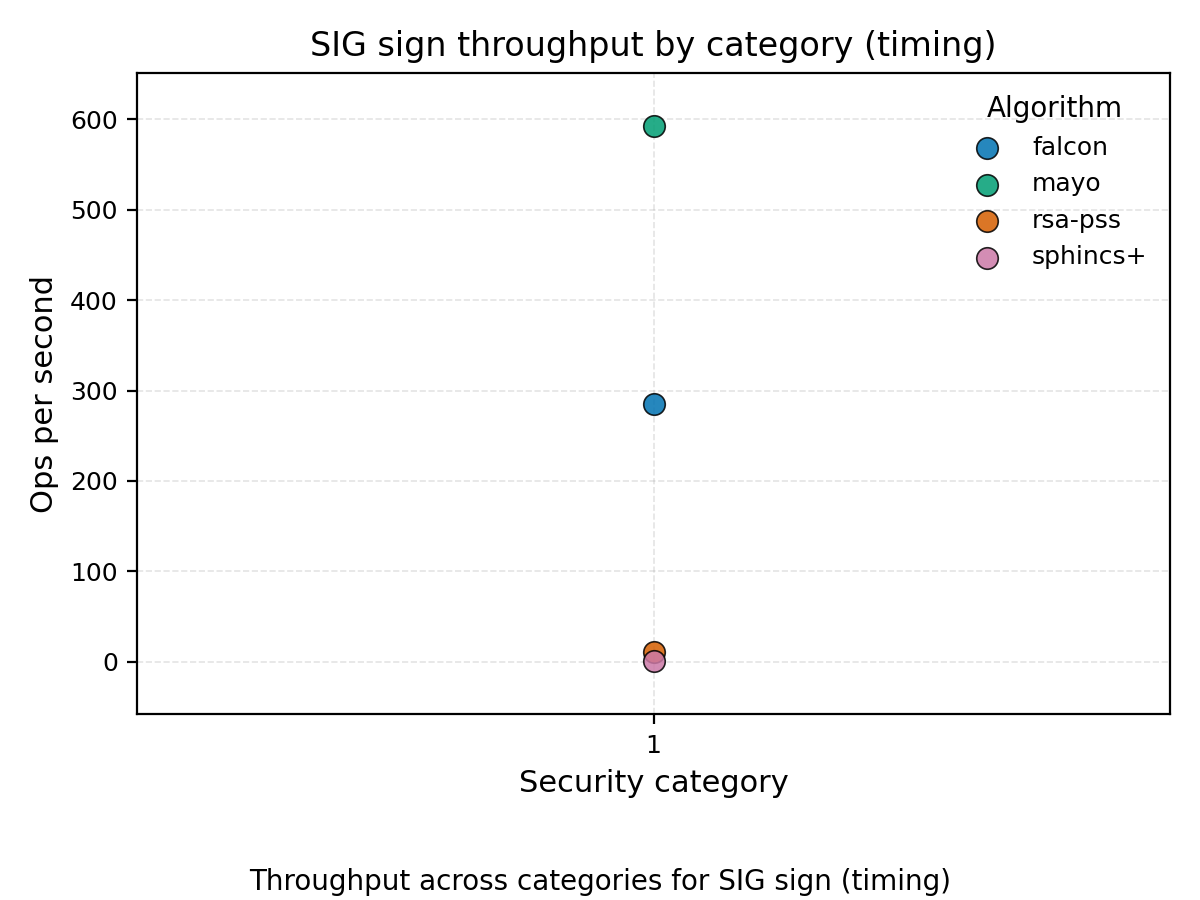 SIG sign throughput by category (timing)
Algorithm
falcon
mayo
rsa-pss
sphincs+
600
500
400
300
200
100
0
Ops per second
1
Security category
Throughput across categories for SIG sign (timing)